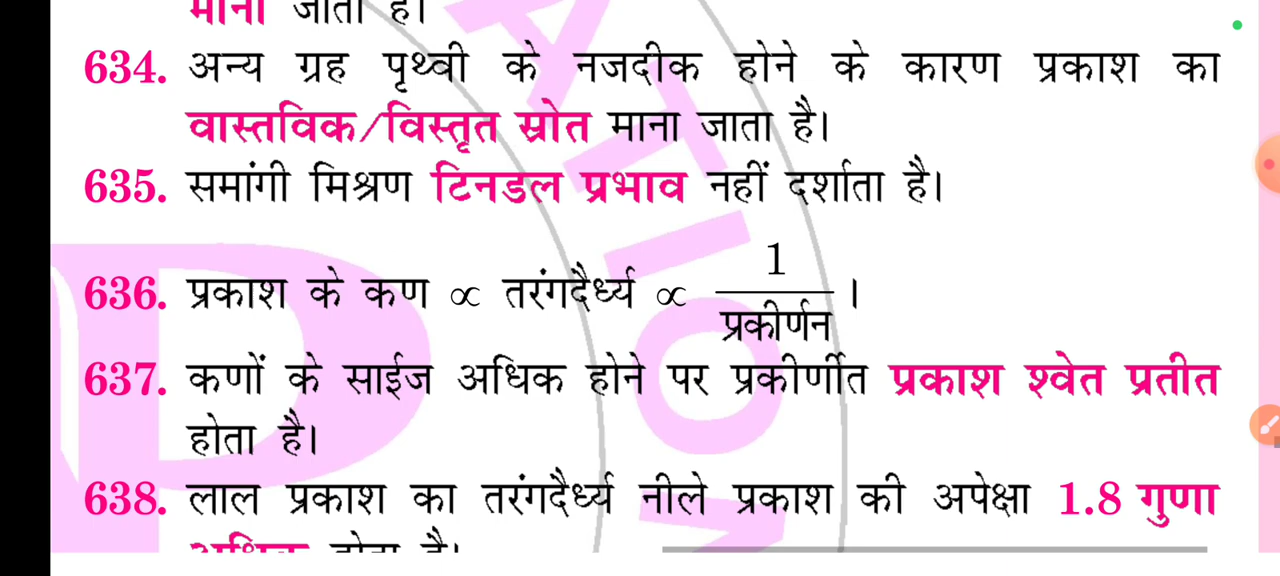 माना जाता है।
634. अन्य ग्रह पृथ्वी के नजदीक होने के कारण प्रकाश का
वास्तविक/विस्तृत स्रोत माना जाता है।
635. समांगी मिश्रण टिनडल प्रभाव नहीं दर्शाता है।
636. प्रकाश के कण ∝ तरंगदैर्ध्य ∝ 1/प्रकीर्णन ।
637. कणों के साईज अधिक होने पर प्रकीर्णीत प्रकाश श्वेत प्रतीत
होता है।
638. लाल प्रकाश का तरंगदैर्ध्य नीले प्रकाश की अपेक्षा 1.8 गुणा
अधिक होता है।
ATION